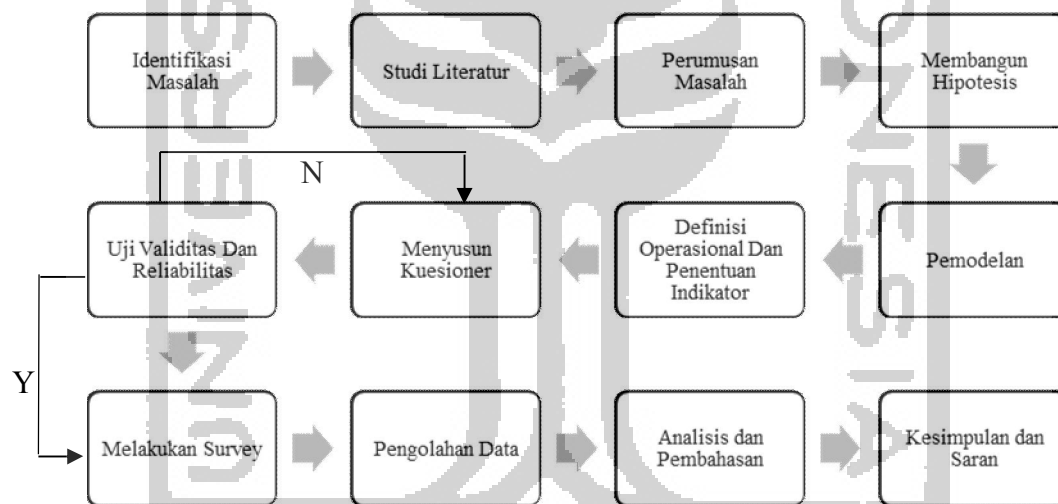 Identifikasi
Masalah
Studi Literatur
Perumusan
Masalah
Membangun
Hipotesis
N
Uji Validitas Dan
Reliabilitas
Menyusun
Kuesioner
Definisi
Operasional Dan
Penentuan
Indikator
Pemodelan
Y
Melakukan Survey
Pengolahan Data
Analisis dan
Pembahasan
Kesimpulan dan
Saran